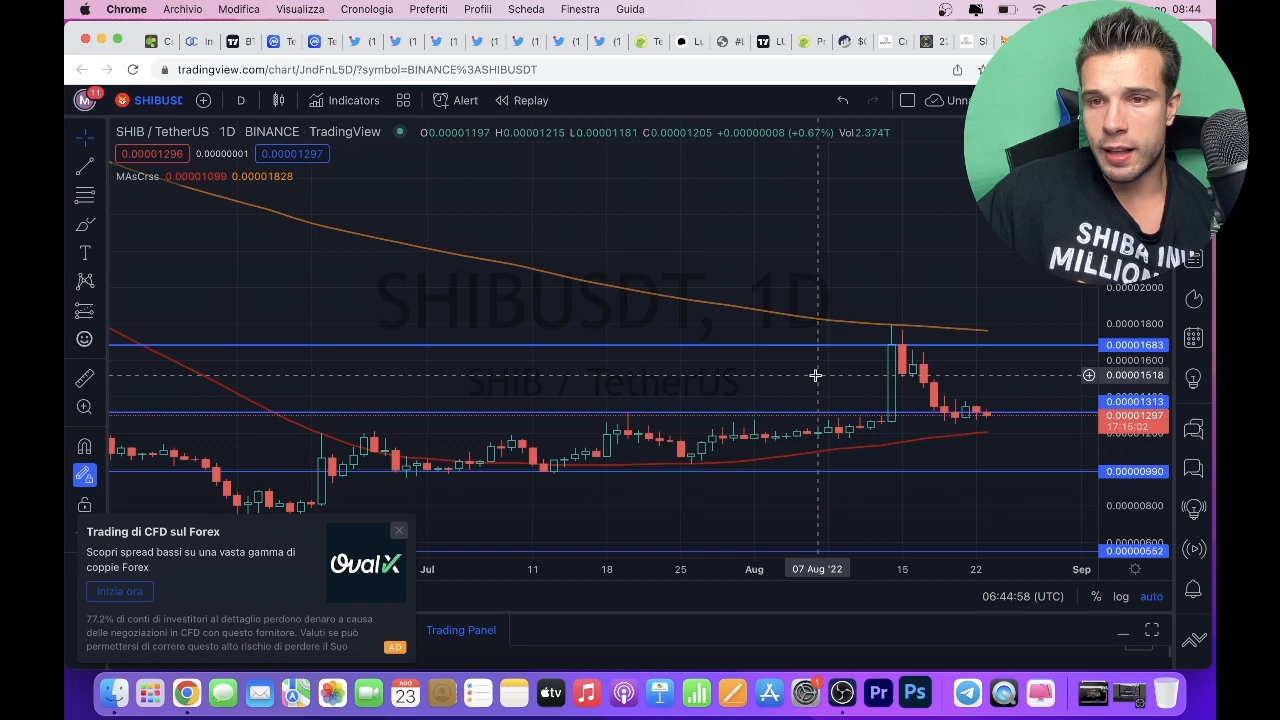 Chrome Archivio Modifica Visualizza Cronologia Preferiti Profili Scheda Finestra Guida 08:44
tradingview.com/chart/JndFnL5D/?symbol=BINANCE%3ASHIBUSDT
M 11 SHIBUSD D Indicators Alert Replay Unna
SHIB / TetherUS · 1D · BINANCE · TradingView O0.00001197 H0.00001215 L0.00001181 C0.00001205 +0.00000008 (+0.67%) Vol2.374T
0.00001296 0.00000001 0.00001297
MAsCrss 0.00001099 0.00001828
SHIBA INU
MILLION
SHIBUSDT, 1D
SHIB / TetherUS
0.00002000
0.00001800
0.00001683
0.00001600
0.00001518
0.00001313
0.00001297
17:15:02
0.00000990
0.00000800
0.00000552
Jul 11 18 25 Aug 07 Aug '22 15 22 Sep
06:44:58 (UTC) % log auto
Trading Panel
Trading di CFD sul Forex
Scopri spread bassi su una vasta gamma di
coppie Forex
Inizia ora
OvalX
77.2% di conti di investitori al dettaglio perdono denaro a causa
delle negoziazioni in CFD con questo fornitore. Valuti se può
permettersi di correre questo alto rischio di perdere il Suo
AD
AGO
23
tv
1
Pr
Ps